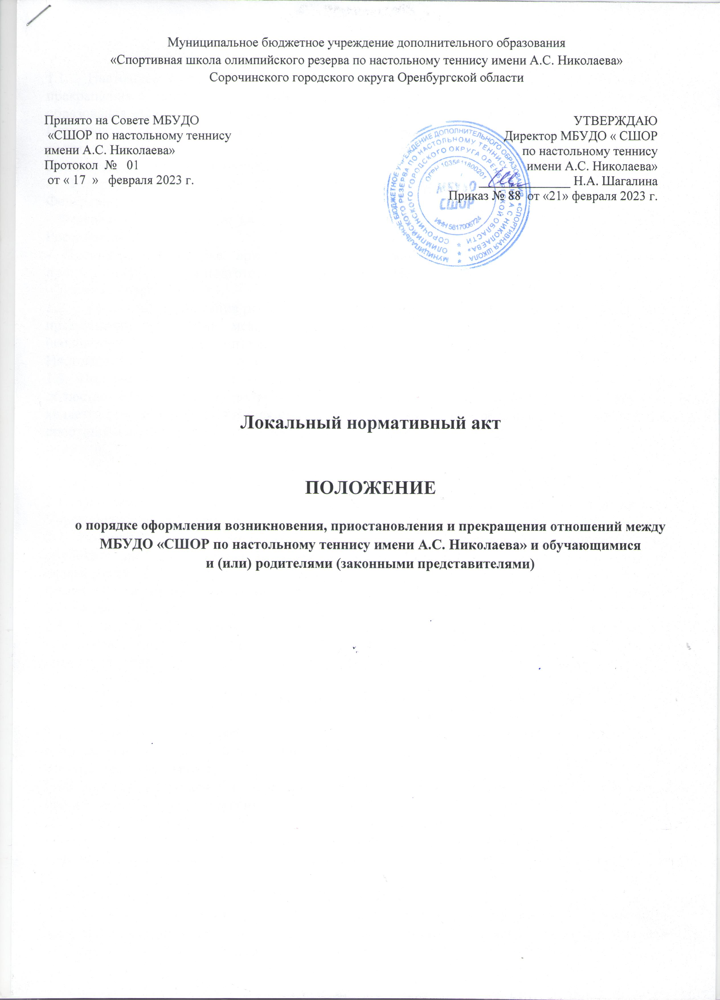 Муниципальное бюджетное учреждение дополнительного образования
«Спортивная школа олимпийского резерва по настольному теннису имени А.С. Николаева»
Сорочинского городского округа Оренбургской области
Принято на Совете МБУДО
«СШОР по настольному теннису
имени А.С. Николаева»
Протокол № 01
от « 17 » февраля 2023 г.
УТВЕРЖДАЮ
Директор МБУДО « СШОР
по настольному теннису
имени А.С. Николаева»
_______________ Н.А. Шагалина
Приказ № 88 от «21» февраля 2023 г.
МУНИЦИПАЛЬНОЕ БЮДЖЕТНОЕ УЧРЕЖДЕНИЕ ДОПОЛНИТЕЛЬНОГО ОБРАЗОВАНИЯ «СПОРТИВНАЯ ШКОЛА
ОЛИМПИЙСКОГО РЕЗЕРВА ПО НАСТОЛЬНОМУ ТЕННИСУ ИМЕНИ А С НИКОЛАЕВА»
СОРОЧИНСКОГО ГОРОДСКОГО ОКРУГА ОРЕНБУРГСКОЙ ОБЛАСТИ
ОГРН 1035611800201
МБУДО
СШОР
ИНН 5617006724
Локальный нормативный акт
ПОЛОЖЕНИЕ
о порядке оформления возникновения, приостановления и прекращения отношений между
МБУДО «СШОР по настольному теннису имени А.С. Николаева» и обучающимися
и (или) родителями (законными представителями)